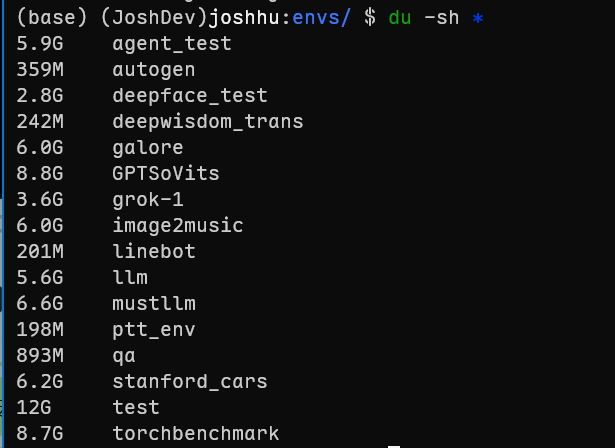 (base) (JoshDev)joshhu:envs/ $ du -sh *
5.9G    agent_test
359M    autogen
2.8G    deepface_test
242M    deepwisdom_trans
6.0G    galore
8.8G    GPTSoVits
3.6G    grok-1
6.0G    image2music
201M    linebot
5.6G    llm
6.6G    mustllm
198M    ptt_env
893M    qa
6.2G    stanford_cars
12G     test
8.7G    torchbenchmark